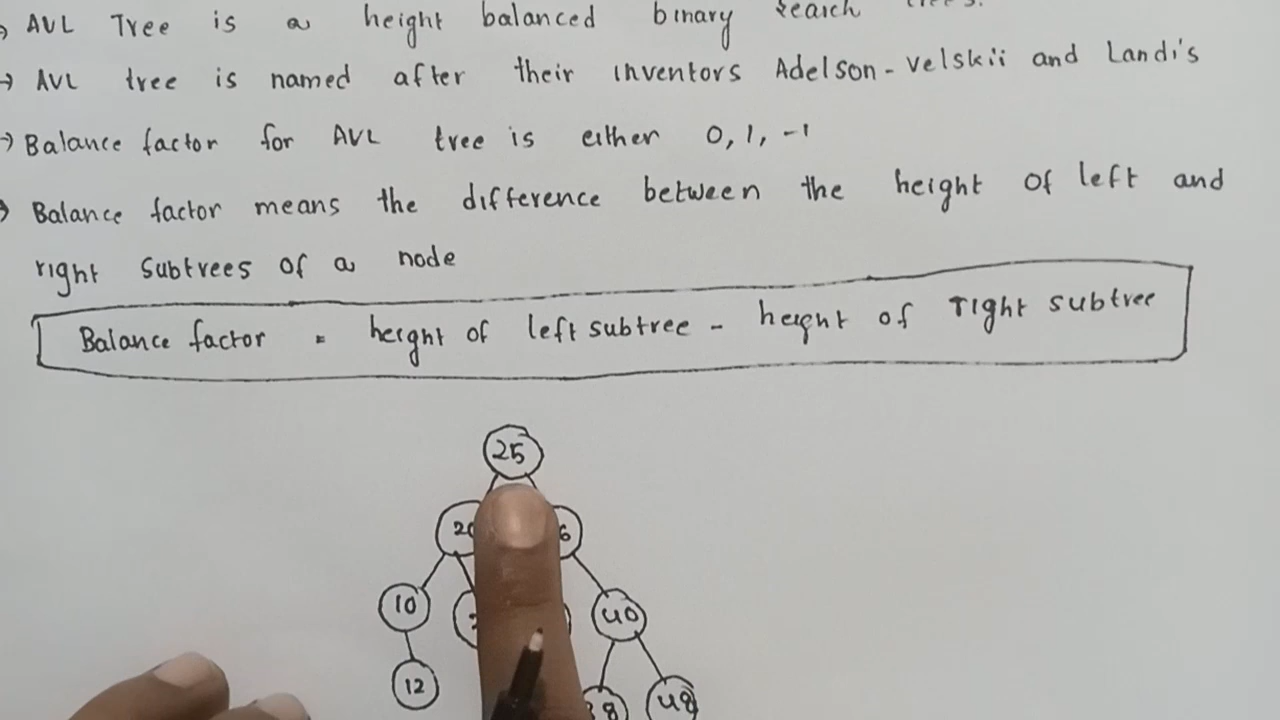 AVL Tree is a height balanced binary search
→ AVL tree is named after their inventors Adelson-Velskii and Landi's
→ Balance factor for AVL tree is either 0, 1, -1
→ Balance factor means the difference between the height of left and
right subtrees of a node
Balance factor = height of left subtree - height of right subtree
25
10 40
12 48